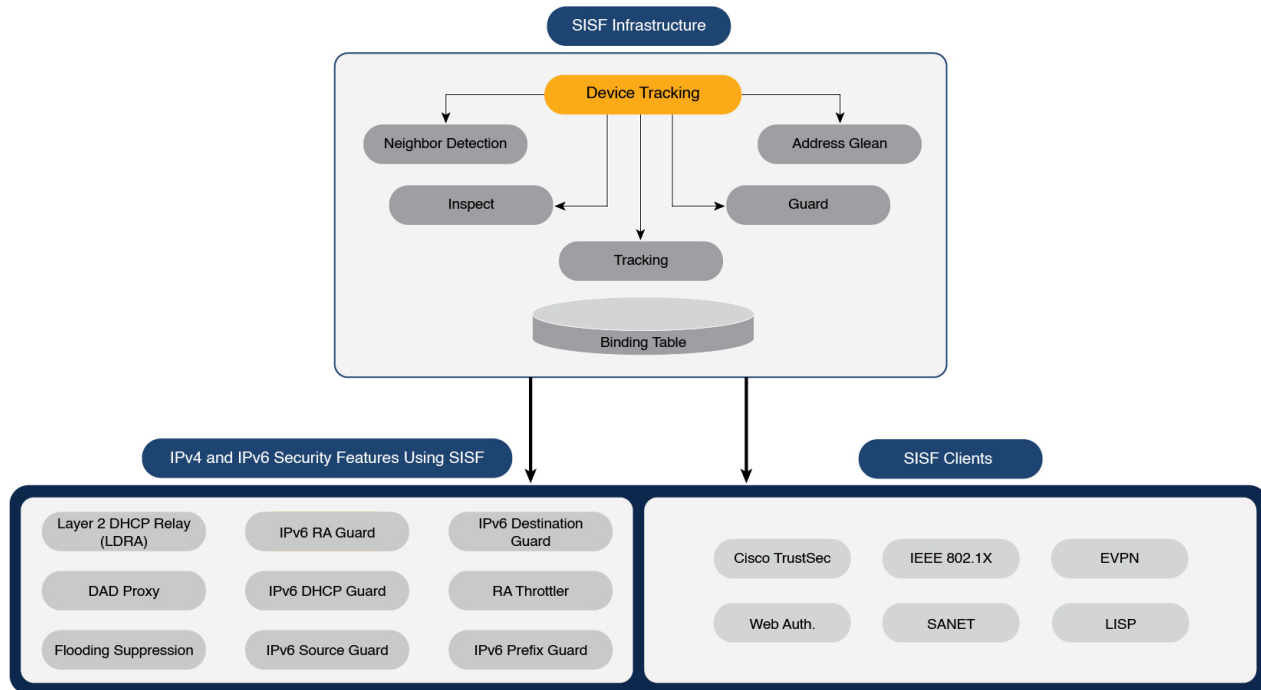 SISF Infrastructure
Device Tracking
Neighbor Detection
Address Glean
Inspect
Guard
Tracking
Binding Table
IPv4 and IPv6 Security Features Using SISF
SISF Clients
Layer 2 DHCP Relay
(LDRA)
IPv6 RA Guard
IPv6 Destination
Guard
DAD Proxy
IPv6 DHCP Guard
RA Throttler
Flooding Suppression
IPv6 Source Guard
IPv6 Prefix Guard
Cisco TrustSec
IEEE 802.1X
EVPN
Web Auth.
SANET
LISP